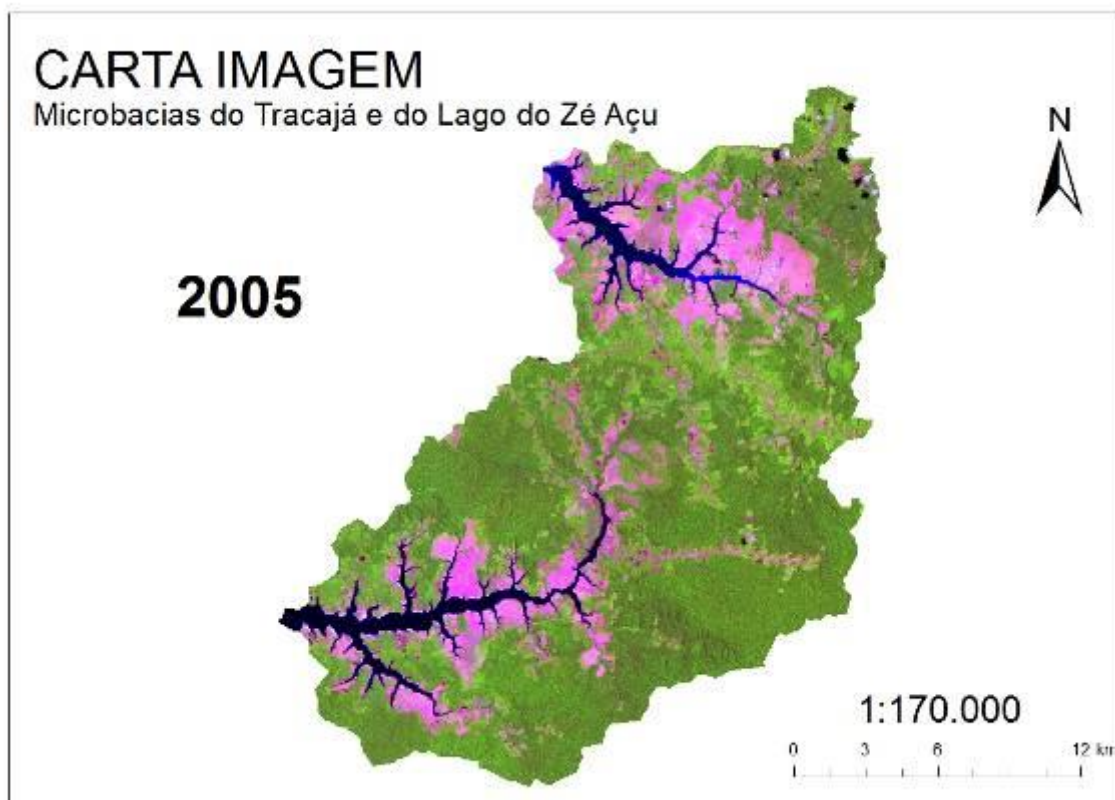 CARTA IMAGEM
Microbacias do Tracajá e do Lago do Zé Açu
N
2005
1:170.000
0 3 6 12 km